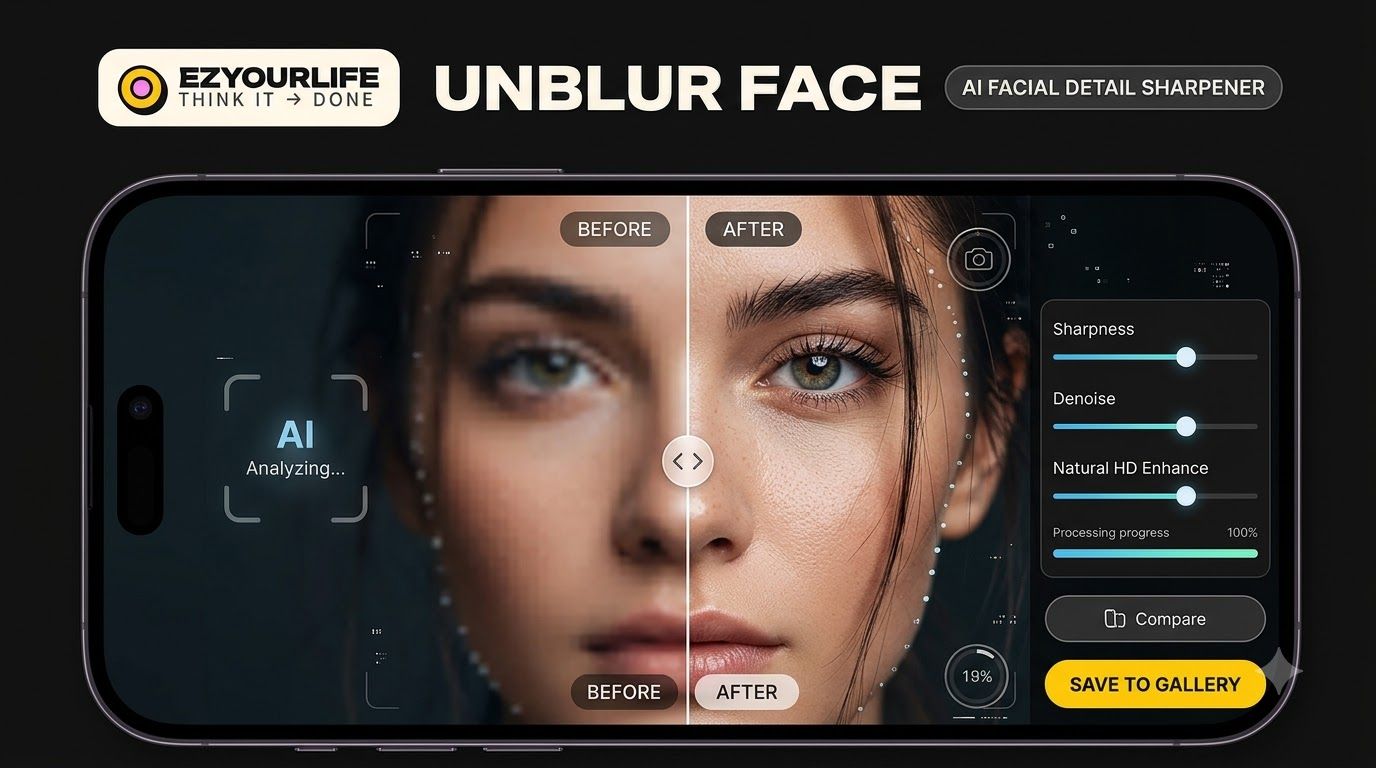 EZYOURLIFE
THINK IT → DONE
UNBLUR FACE
AI FACIAL DETAIL SHARPENER
BEFORE
AFTER
AI
Analyzing...
Sharpness
Denoise
Natural HD Enhance
Processing progress 100%
Compare
19%
BEFORE
AFTER
SAVE TO GALLERY